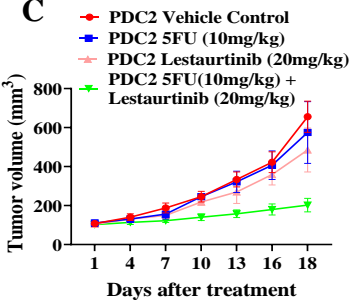 C
PDC2 Vehicle Control
PDC2 5FU (10mg/kg)
PDC2 Lestaurtinib (20mg/kg)
PDC2 5FU(10mg/kg) +
Lestaurtinib (20mg/kg)
Tumor volume (mm³)
800
600
400
200
0
1 4 7 10 13 16 18
Days after treatment